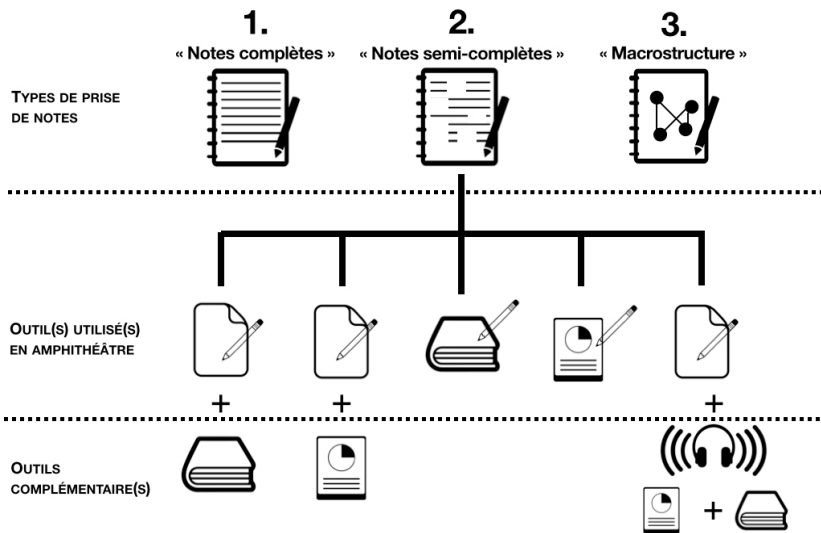 1.
2.
3.
« Notes complètes »
« Notes semi-complètes »
« Macrostructure »
TYPES DE PRISE
DE NOTES
OUTIL(S) UTILISÉ(S)
EN AMPHITHÉÂTRE
+
+
+
OUTILS
COMPLÉMENTAIRE(S)
+